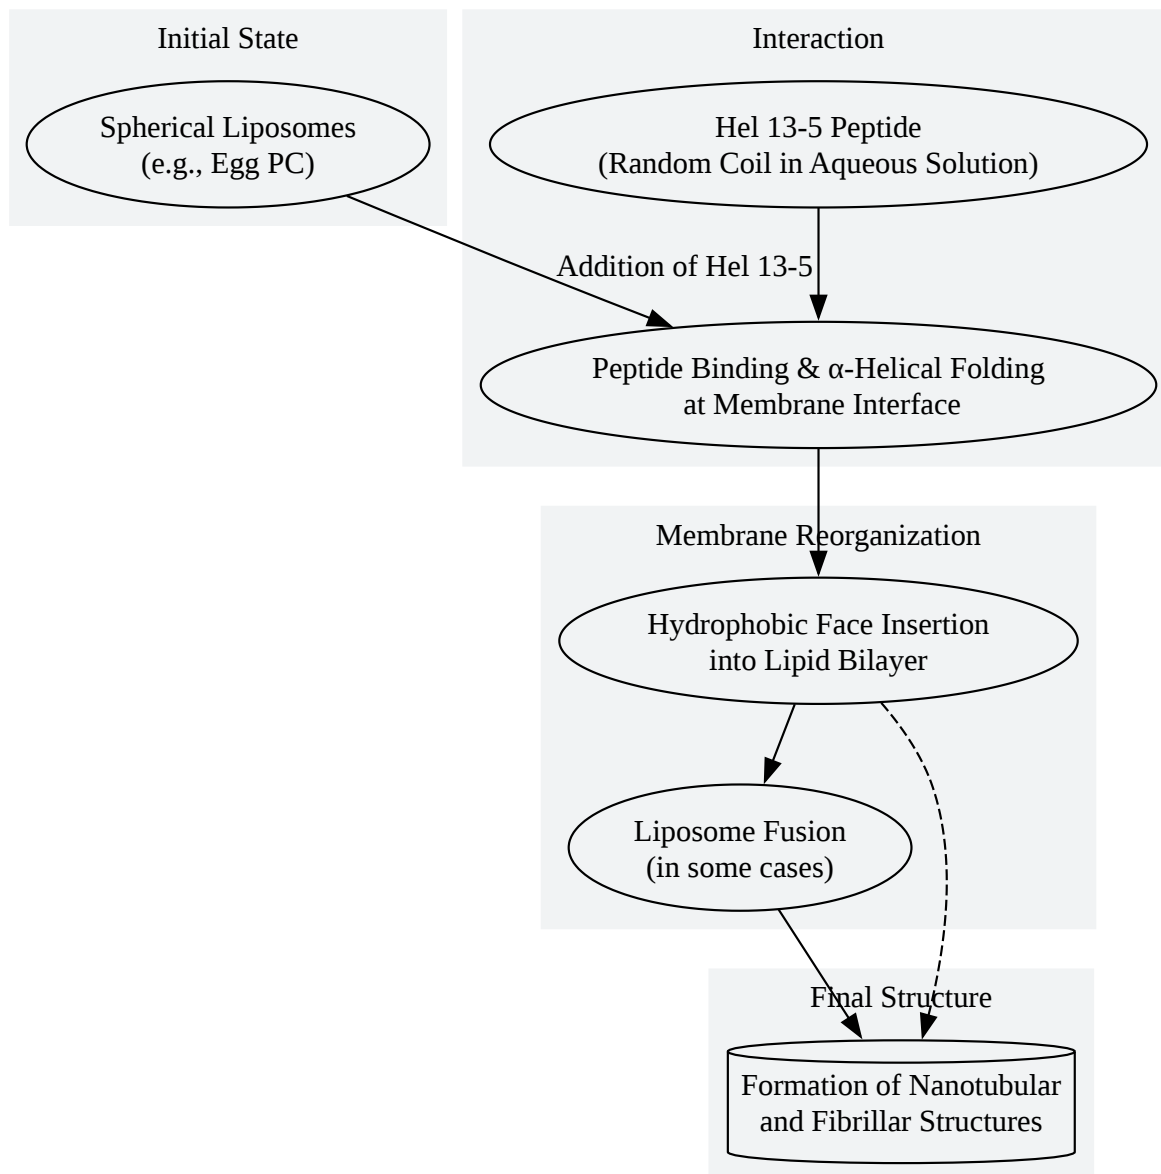 Initial State
Spherical Liposomes
(e.g., Egg PC)
Interaction
Hel 13-5 Peptide
(Random Coil in Aqueous Solution)
Addition of Hel 13-5
Peptide Binding & α-Helical Folding
at Membrane Interface
Membrane Reorganization
Hydrophobic Face Insertion
into Lipid Bilayer
Liposome Fusion
(in some cases)
Final Structure
Formation of Nanotubular
and Fibrillar Structures